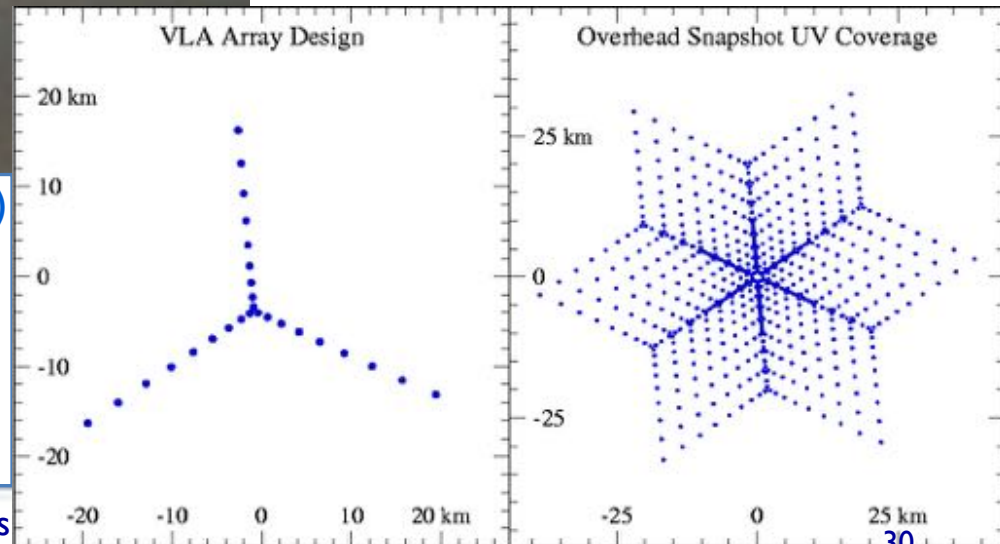 VLA Array Design
20 km
10
0
-10
-20
-20 -10 0 10 20 km
Overhead Snapshot UV Coverage
25 km
0
-25
-25 0 25 km
)
s
30